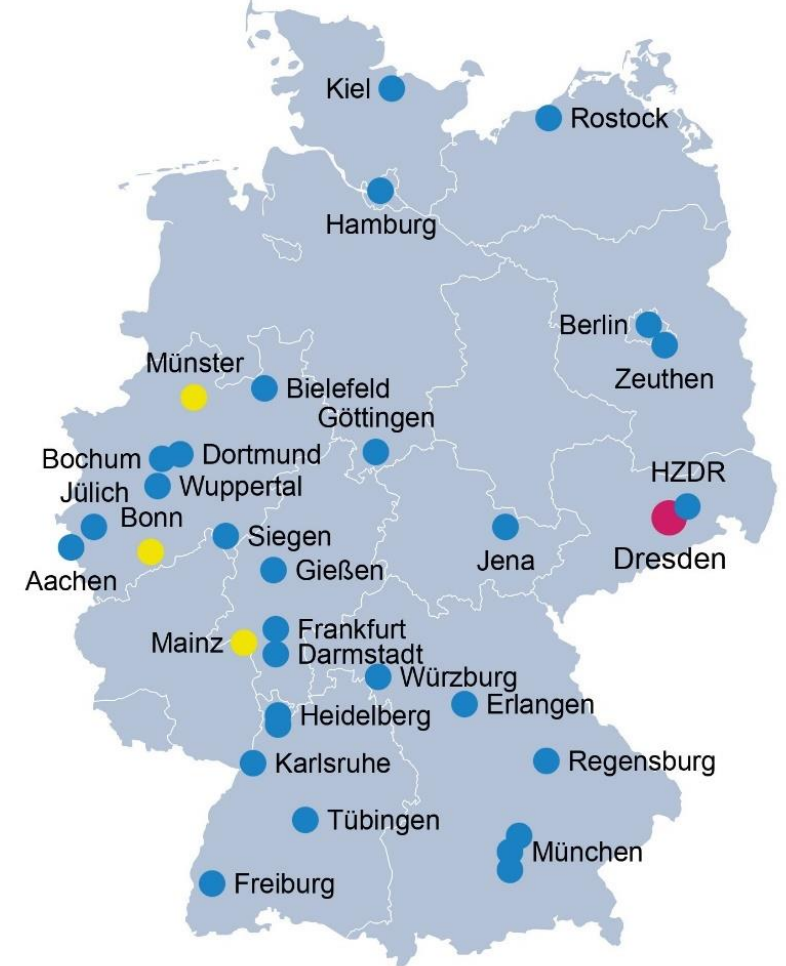 Kiel
Rostock
Hamburg
Berlin
Zeuthen
Münster
Bielefeld
Göttingen
Bochum
Dortmund
HZDR
Jülich
Wuppertal
Bonn
Siegen
Jena
Dresden
Aachen
Gießen
Frankfurt
Mainz
Darmstadt
Würzburg
Erlangen
Heidelberg
Karlsruhe
Regensburg
Tübingen
München
Freiburg